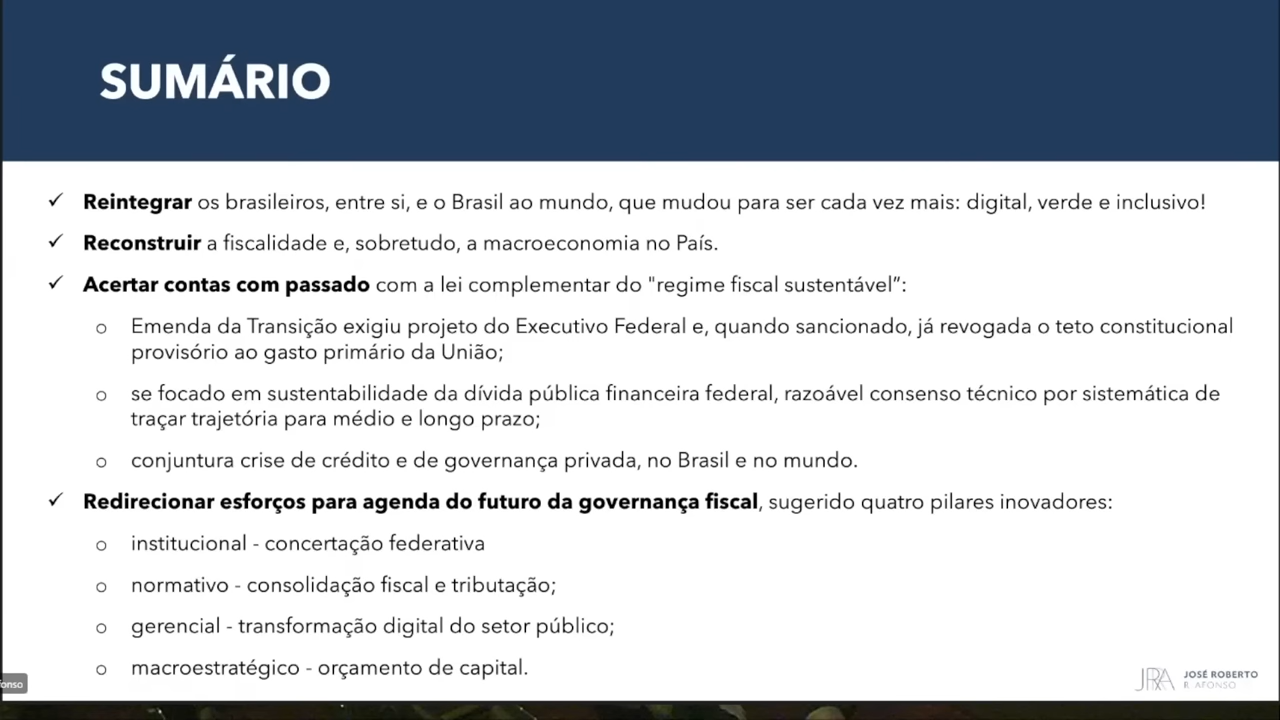 SUMÁRIO
✓ Reintegrar os brasileiros, entre si, e o Brasil ao mundo, que mudou para ser cada vez mais: digital, verde e inclusivo!
✓ Reconstruir a fiscalidade e, sobretudo, a macroeconomia no País.
✓ Acertar contas com passado com a lei complementar do "regime fiscal sustentável”:
o Emenda da Transição exigiu projeto do Executivo Federal e, quando sancionado, já revogada o teto constitucional
provisório ao gasto primário da União;
o se focado em sustentabilidade da dívida pública financeira federal, razoável consenso técnico por sistemática de
traçar trajetória para médio e longo prazo;
o conjuntura crise de crédito e de governança privada, no Brasil e no mundo.
✓ Redirecionar esforços para agenda do futuro da governança fiscal, sugerido quatro pilares inovadores:
o institucional - concertação federativa
o normativo - consolidação fiscal e tributação;
o gerencial - transformação digital do setor público;
o macroestratégico - orçamento de capital.
fonso
JRA JOSÉ ROBERTO
R. AFONSO